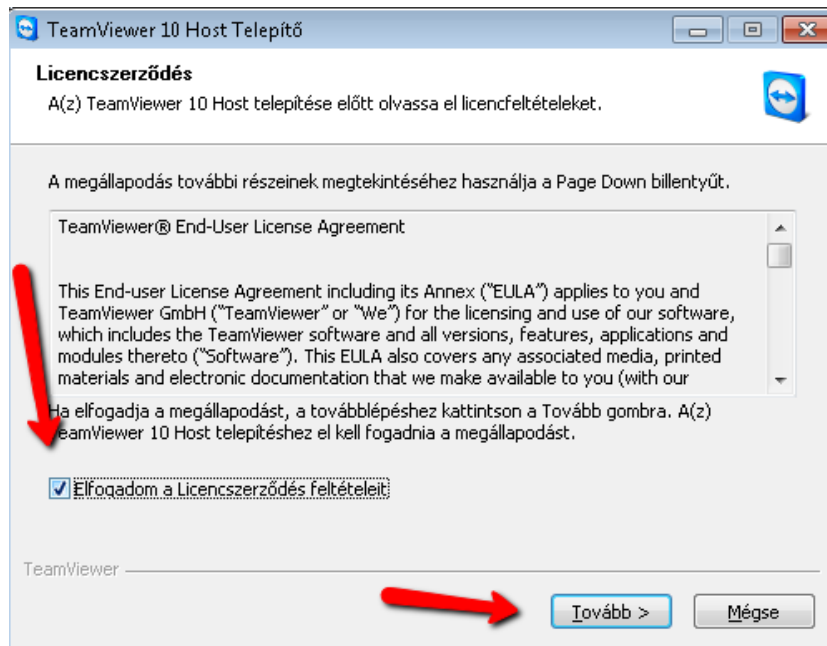 TeamViewer 10 Host Telepítő
Licencszerződés
A(z) TeamViewer 10 Host telepítése előtt olvassa el licencfeltételeket.
A megállapodás további részeinek megtekintéséhez használja a Page Down billentyűt.
TeamViewer® End-User License Agreement
This End-user License Agreement including its Annex ("EULA") applies to you and
TeamViewer GmbH ("TeamViewer" or "We") for the licensing and use of our software,
which includes the TeamViewer software and all versions, features, applications and
modules thereto ("Software"). This EULA also covers any associated media, printed
materials and electronic documentation that we make available to you (with our
Ha elfogadja a megállapodást, a továbblépéshez kattintson a Tovább gombra. A(z)
TeamViewer 10 Host telepítéshez el kell fogadnia a megállapodást.
Elfogadom a Licencszerződés feltételeit
TeamViewer
Tovább >
Mégse